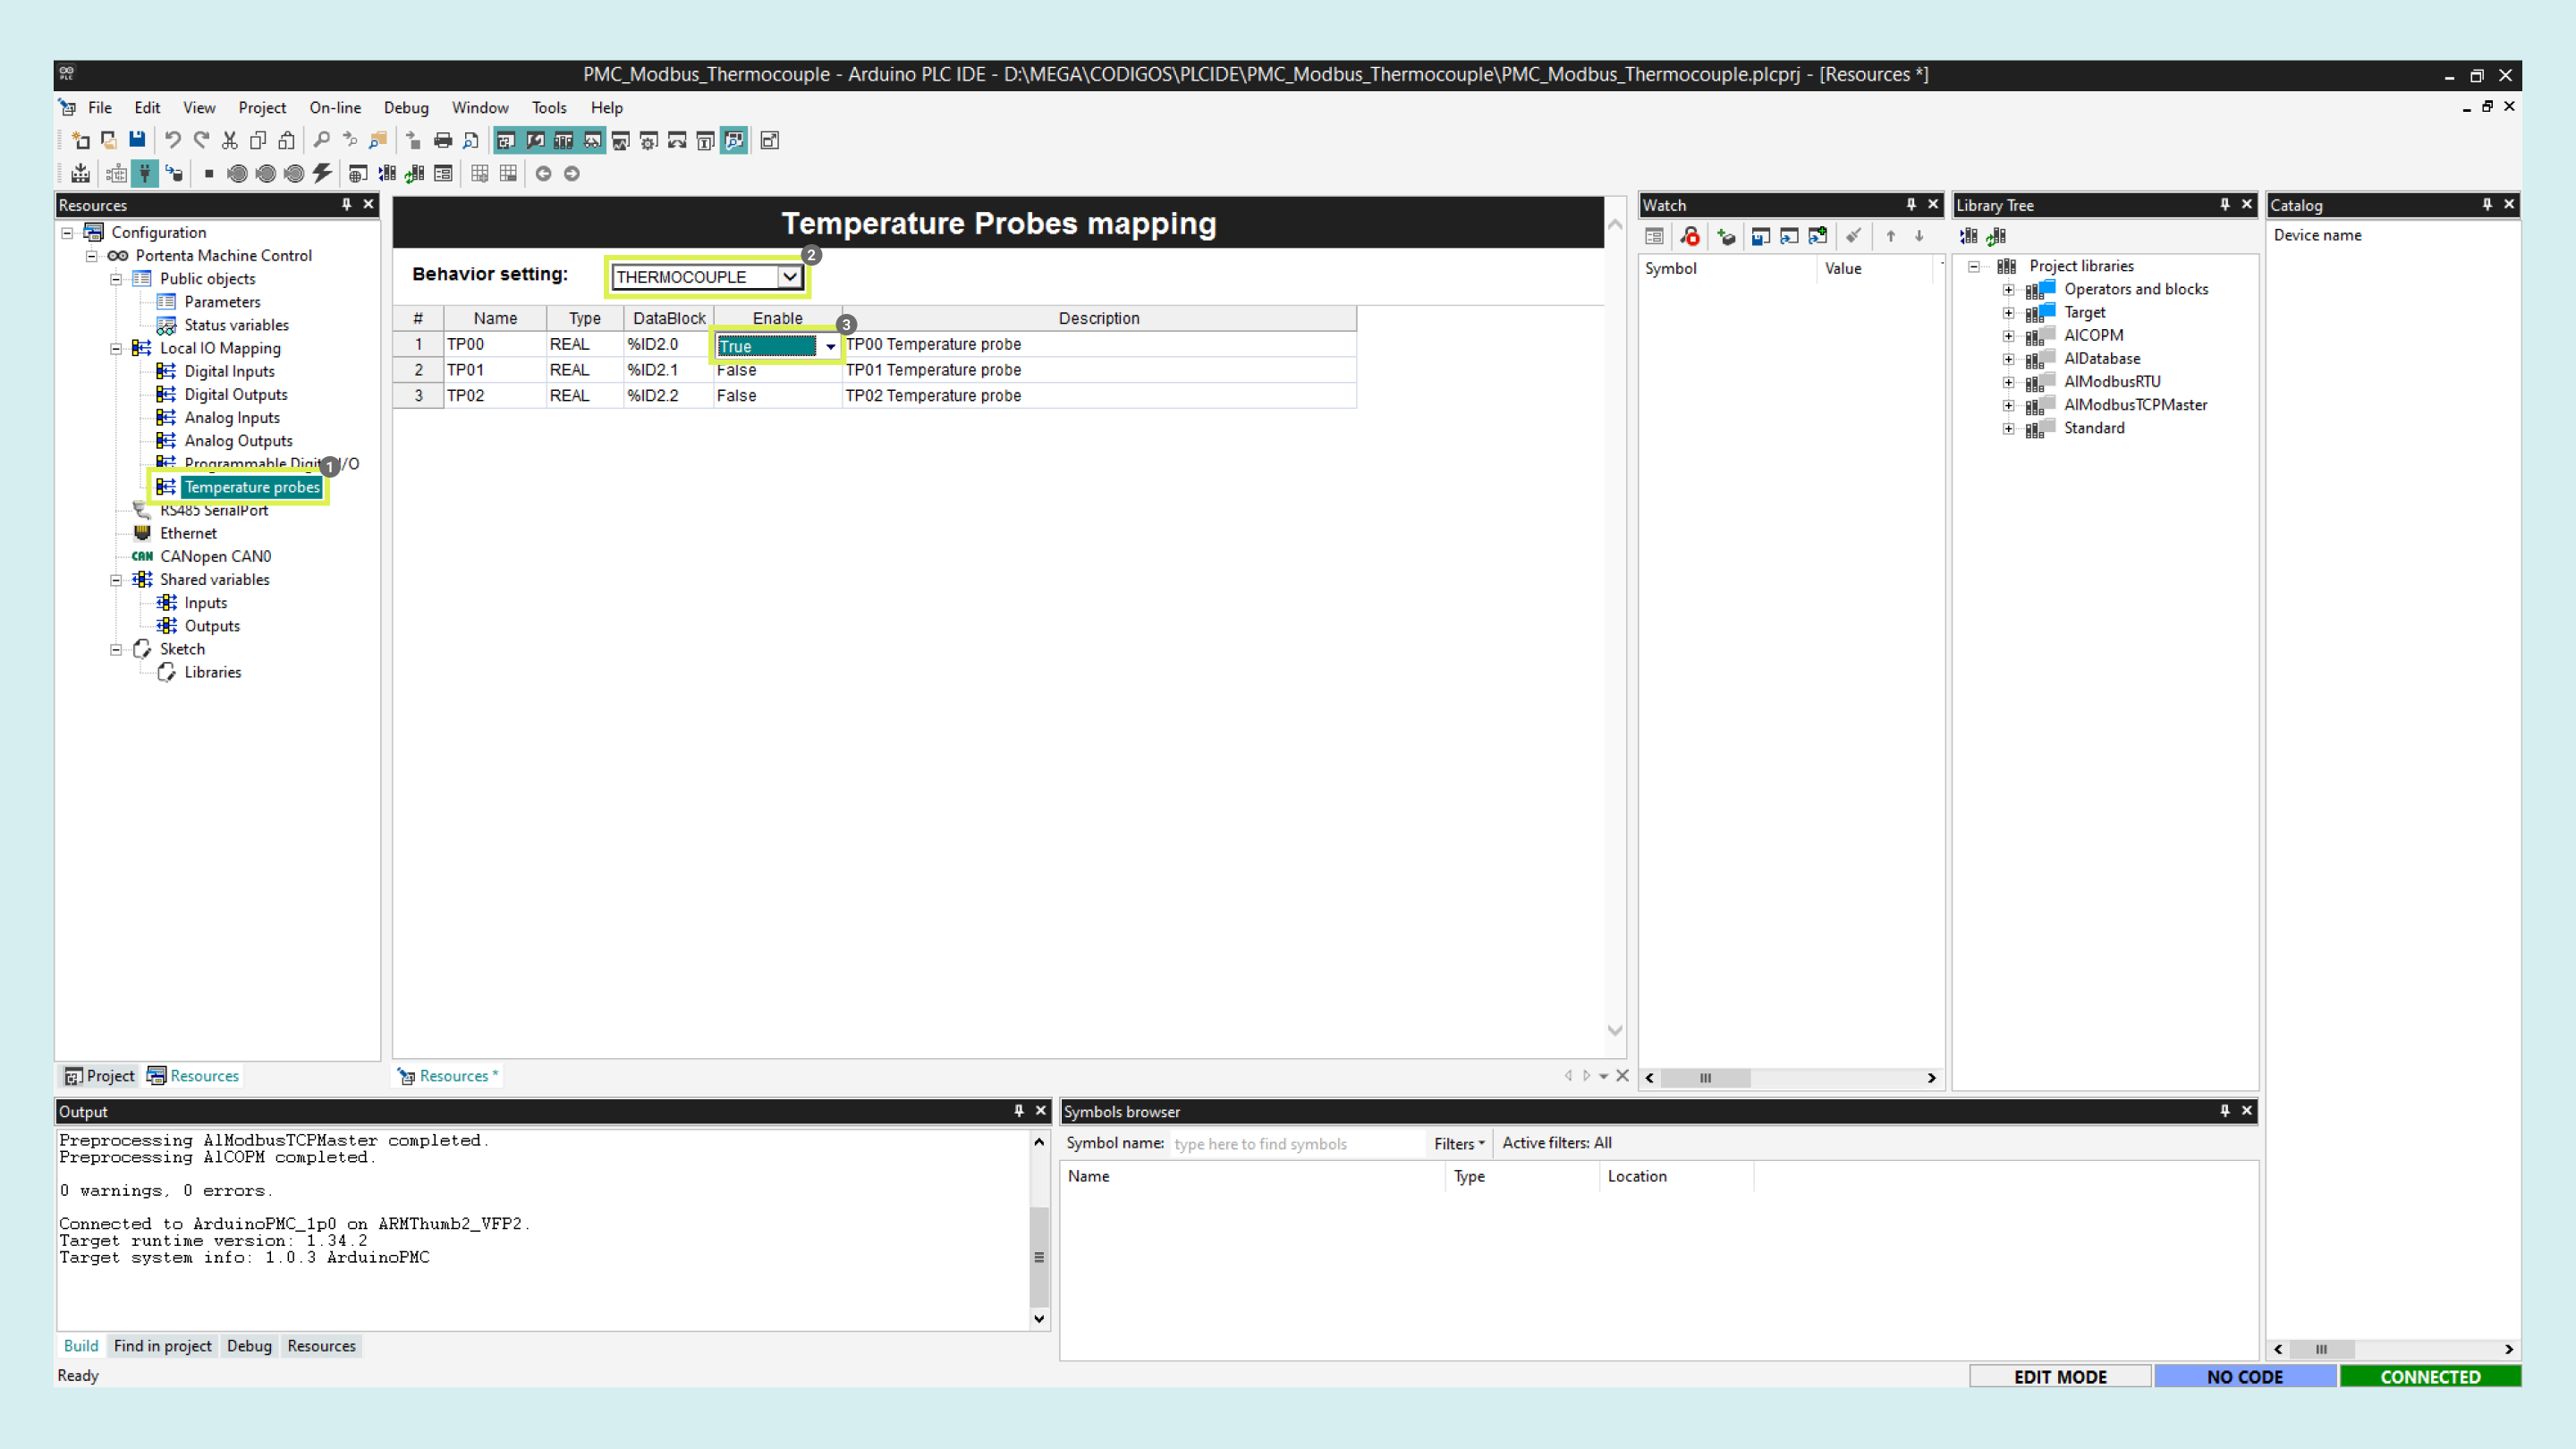 PMC_Modbus_Thermocouple - Arduino PLC IDE - D:\MEGA\CODIGOS\PLCIDE\PMC_Modbus_Thermocouple\PMC_Modbus_Thermocouple.plcprj - [Resources *]
File Edit View Project On-line Debug Window Tools Help
Resources
Configuration
Portenta Machine Control
Public objects
Parameters
Status variables
Local IO Mapping
Digital Inputs
Digital Outputs
Analog Inputs
Analog Outputs
Programmable Digit I/O
1
Temperature probes
RS485 SerialPort
Ethernet
CAN CANopen CAN0
Shared variables
Inputs
Outputs
Sketch
Libraries
Project Resources
Temperature Probes mapping
2
Behavior setting: THERMOCOUPLE
# Name Type DataBlock Enable Description
3
1 TP00 REAL %ID2.0 True TP00 Temperature probe
2 TP01 REAL %ID2.1 False TP01 Temperature probe
3 TP02 REAL %ID2.2 False TP02 Temperature probe
Resources *
Watch
Symbol Value
Library Tree
Project libraries
Operators and blocks
Target
AlCOPM
AlDatabase
AlModbusRTU
AlModbusTCPMaster
Standard
Catalog
Device name
Output
Preprocessing AlModbusTCPMaster completed.
Preprocessing AlCOPM completed.
0 warnings, 0 errors.
Connected to ArduinoPMC_1p0 on ARMThumb2_VFP2.
Target runtime version: 1.34.2
Target system info: 1.0.3 ArduinoPMC
Build Find in project Debug Resources
Symbols browser
Symbol name: type here to find symbols Filters Active filters: All
Name Type Location
Ready
EDIT MODE NO CODE CONNECTED